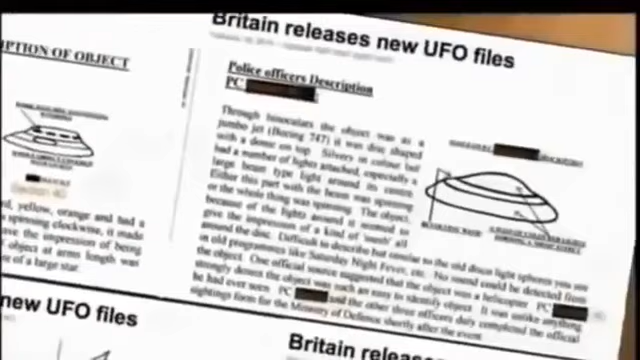 Britain releases new UFO files
IPTION OF OBJECT
Police officers Description
PC
Through binoculars the object was as a
jumbo jet (Boeing 747) it was disc shaped
with a dome on top. Silvery in colour but
had a number of lights attached, especially a
large beam type light around its centre.
Either this part with the beam was spinning
or the whole thing was spinning. The object
because of the lights around it seemed to
give the impression of a kind of all
around the disc. Difficult to describe but similar to the old disco light spheres you see
in old programmes like Saturday Night Fever, etc. No sound could be detected from
the object. One official source suggested that the object was a helicopter PC
strongly denies the object was such an easy to identify object. It was unlike anything
he had ever seen. PC and the other three officers duly completed the official
sightings form for the Ministry of Defence shortly after the event.
d, yellow, orange and had a
spinning clockwise, it made
ave the impression of being
object at arms length was
e of a large star.
new UFO files
Britain releases new UFO files